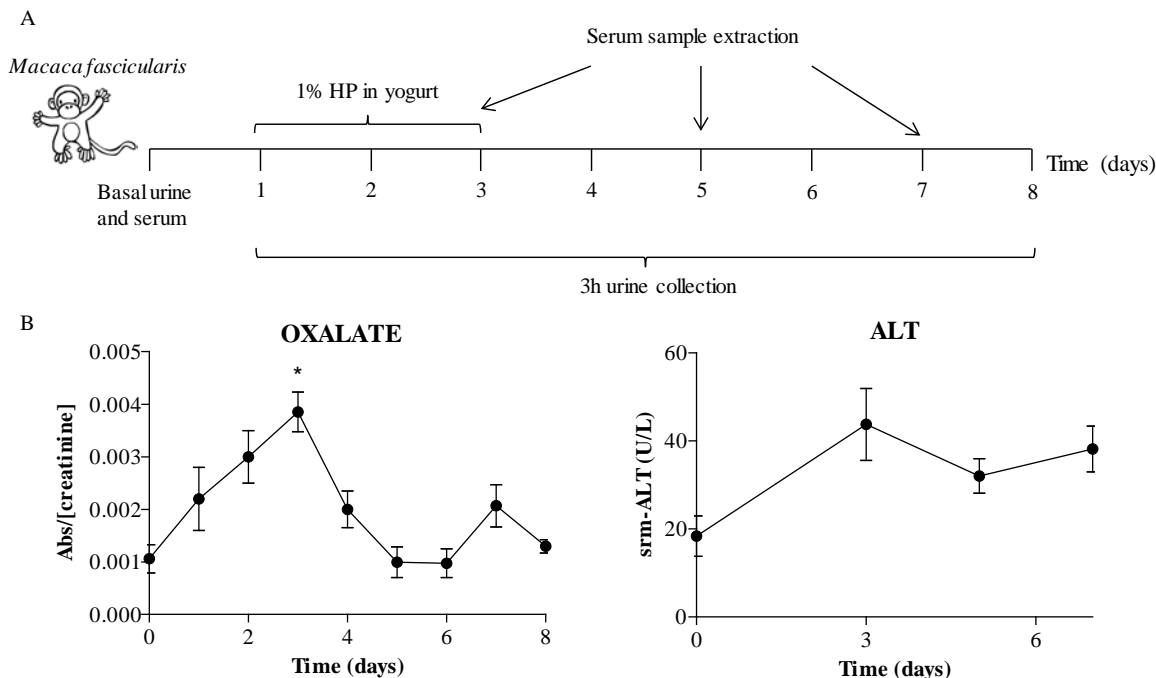 A
Macaca fascicularis
Serum sample extraction
1% HP in yogurt
Basal urine
and serum
1 2 3 4 5 6 7 8
Time (days)
3h urine collection
B
OXALATE
0.005
0.004
0.003
0.002
0.001
0.000
Abs/[creatinine]
*
0 2 4 6 8
Time (days)
ALT
60
40
20
0
srm-ALT (U/L)
0 3 6
Time (days)